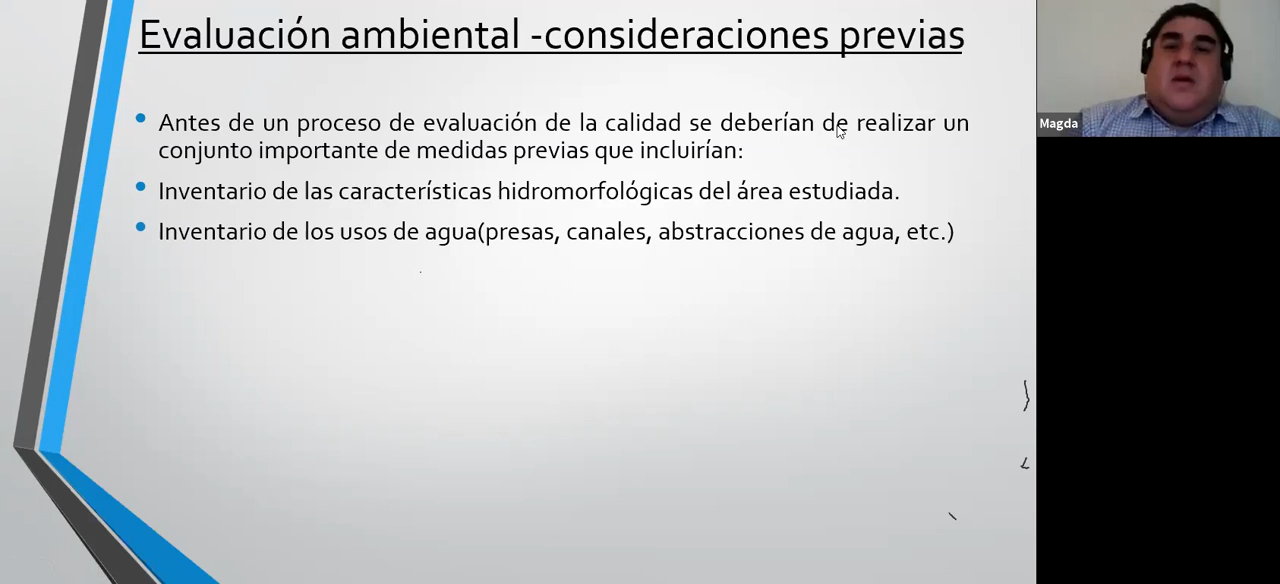 Evaluación ambiental -consideraciones previas
• Antes de un proceso de evaluación de la calidad se deberían de realizar un
conjunto importante de medidas previas que incluirían:
• Inventario de las características hidromorfológicas del área estudiada.
• Inventario de los usos de agua(presas, canales, abstracciones de agua, etc.)
Magda